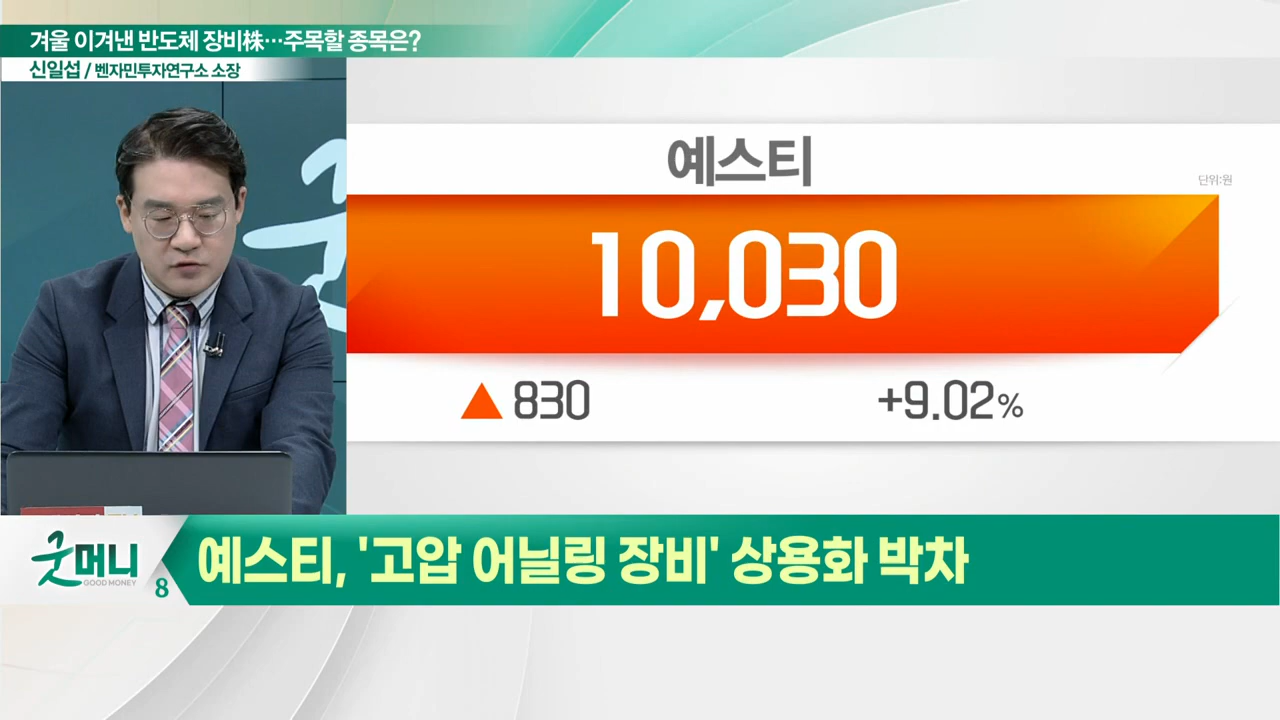 겨울 이겨낸 반도체 장비株…주목할 종목은?
신일섭 / 벤자민투자연구소 소장
예스티
단위:원
10,030
▲ 830 +9.02%
굿머니
GOOD MONEY
8
예스티, '고압 어닐링 장비' 상용화 박차